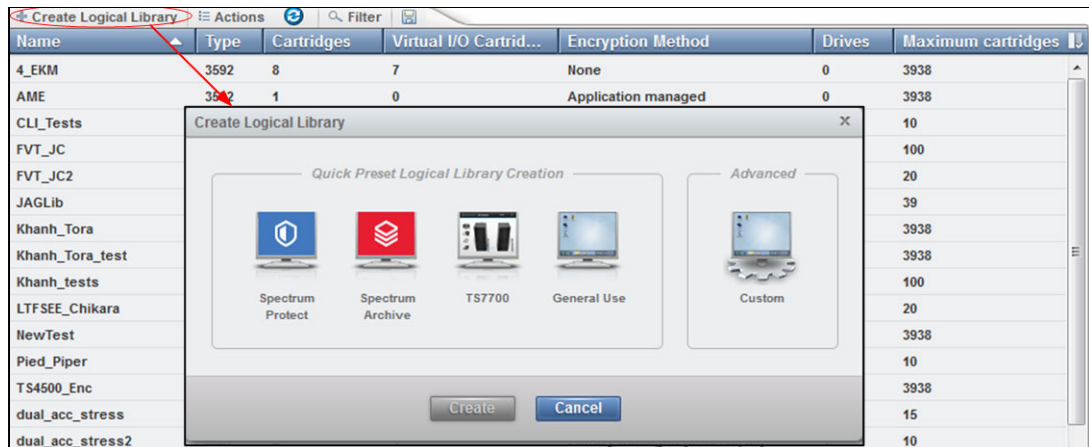 Create Logical Library Actions Filter
Name Type Cartridges Virtual I/O Cartrid... Encryption Method Drives Maximum cartridges
4_EKM 3592 8 7 None 0 3938
AME 3592 1 0 Application managed 0 3938
CLI_Tests 10
FVT_JC 100
FVT_JC2 20
JAGLib 39
Khanh_Tora 3938
Khanh_Tora_test 3938
Khanh_tests 100
LTFSEE_Chikara 20
NewTest 3938
Pied_Piper 10
TS4500_Enc 3938
dual_acc_stress 15
dual_acc_stress2 10
Create Logical Library x
Quick Preset Logical Library Creation
Advanced
Spectrum Protect
Spectrum Archive
TS7700
General Use
Custom
Create Cancel